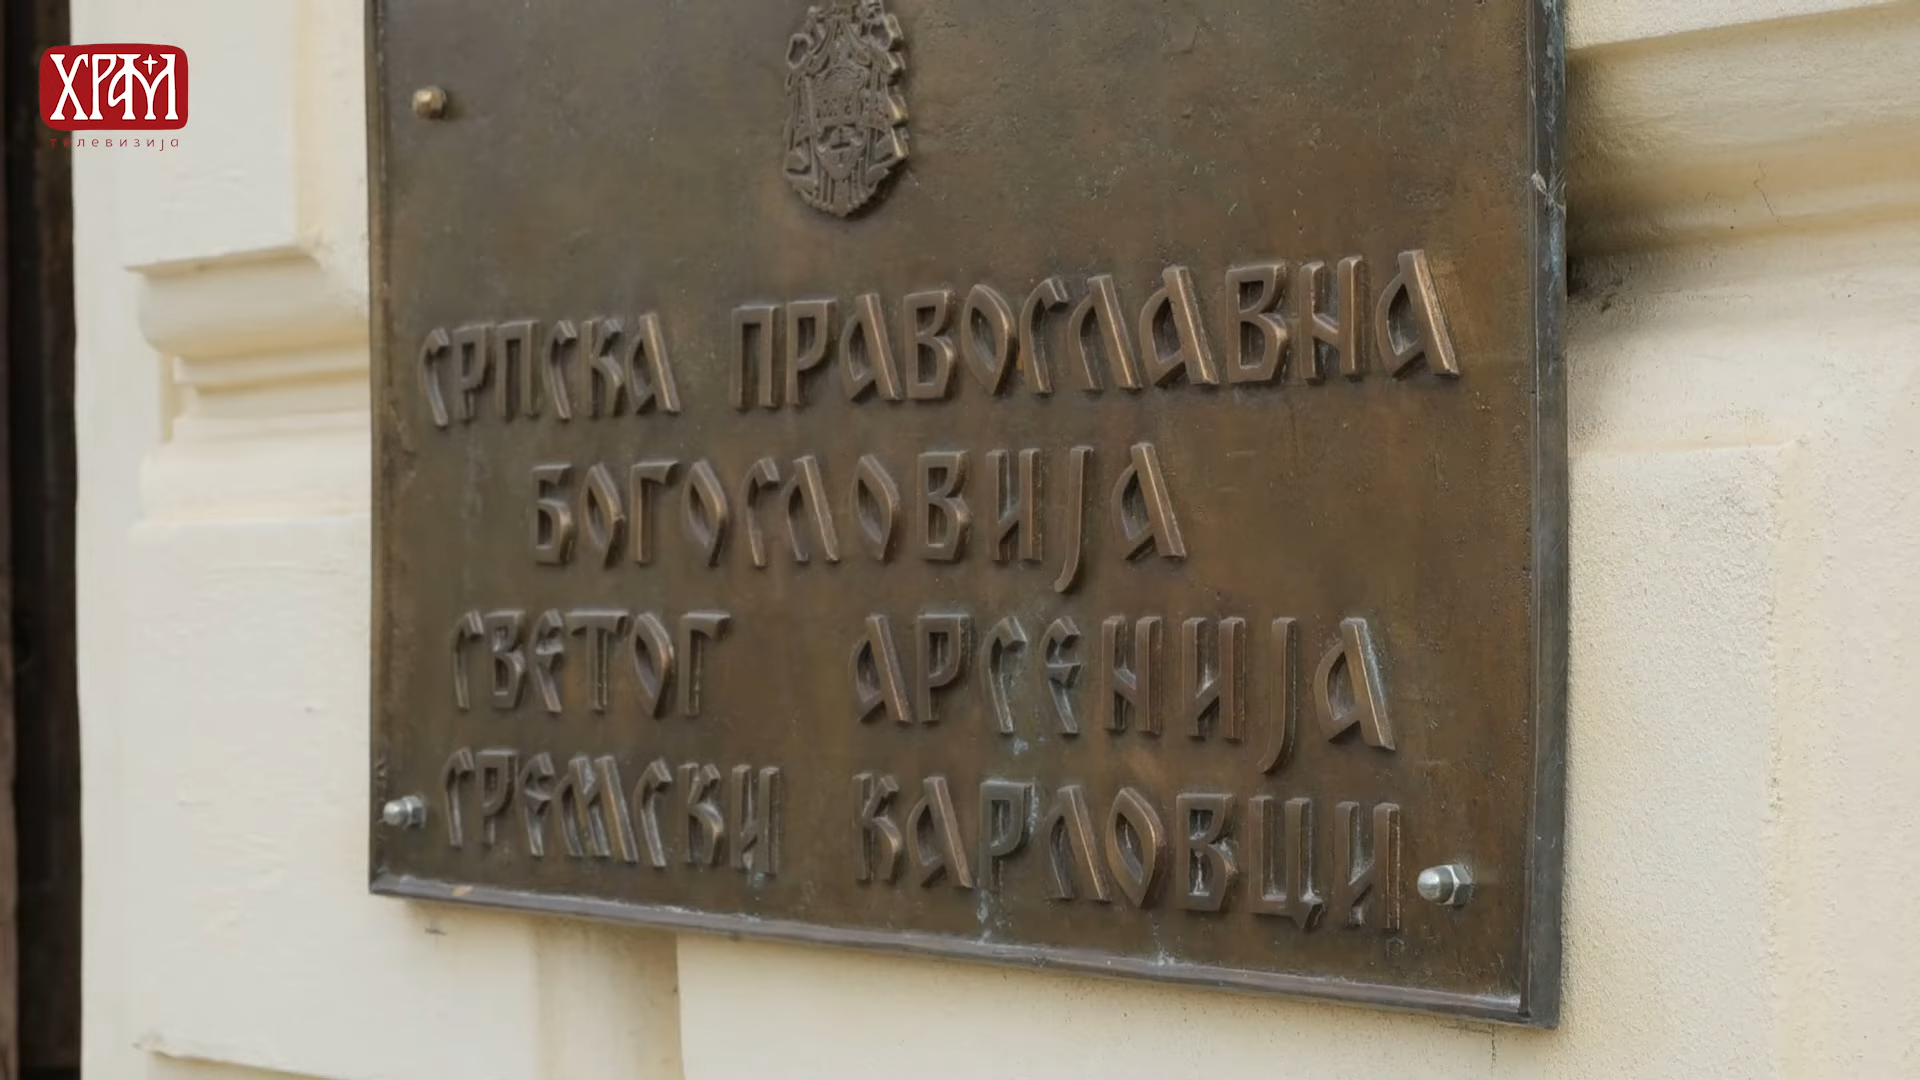 ХРАМ
телевизија
СРПСКА ПРАВОСЛАВНА
БОГОСЛОВИЈА
СВЕТОГ АРСЕНИЈА
СРЕМСКИ КАРЛОВЦИ